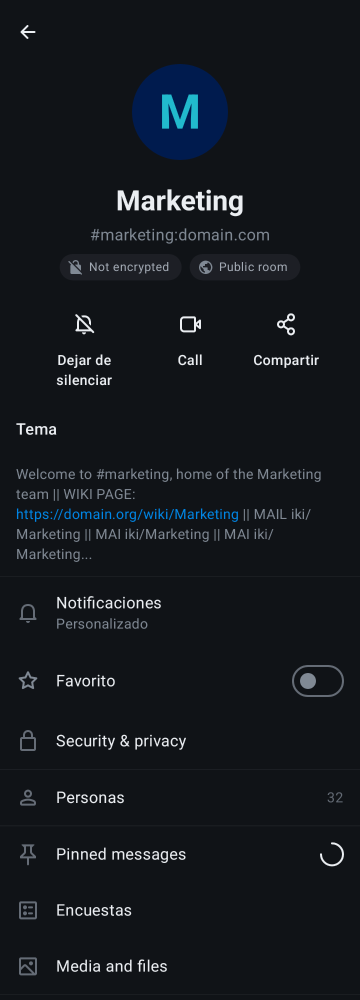 M
Marketing
#marketing:domain.com
Not encrypted
Public room
Dejar de
silenciar
Call
Compartir
Tema
Welcome to #marketing, home of the Marketing
team || WIKI PAGE:
https://domain.org/wiki/Marketing || MAIL iki/
Marketing || MAI iki/Marketing || MAI iki/
Marketing...
Notificaciones
Personalizado
Favorito
Security & privacy
Personas 32
Pinned messages
Encuestas
Media and files